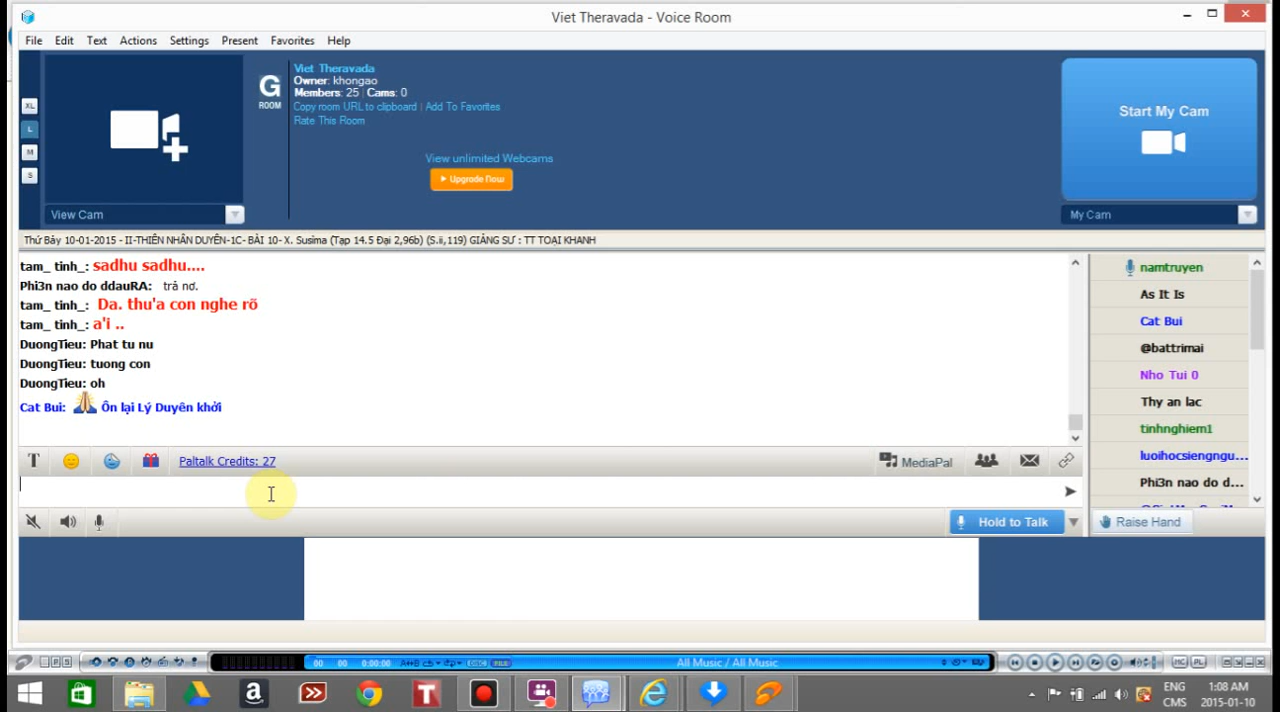 Viet Theravada - Voice Room
File Edit Text Actions Settings Present Favorites Help
XL
L
M
S
View Cam
G
ROOM
Viet Theravada
Owner: khongao
Members: 25 | Cams: 0
Copy room URL to clipboard | Add To Favorites
Rate This Room
View unlimited Webcams
Upgrade Now
Start My Cam
My Cam
Thứ Bảy 10-01-2015 - II-THIÊN NHÂN DUYÊN-1C- BÀI 10- X. Susima (Tạp 14.5 Đại 2,96b) (S.ii,119) GIẢNG SƯ : TT TOẠI KHANH
tam_ tinh_: sadhu sadhu....
Phi3n nao do ddauRA: trả nơ.
tam_ tinh_: Da. thu'a con nghe rõ
tam_ tinh_: a'i ..
DuongTieu: Phat tu nu
DuongTieu: tuong con
DuongTieu: oh
Cat Bui: Ôn lại Lý Duyên khởi
namtruyen
As It Is
Cat Bui
@battrimai
Nho Tui 0
Thy an lac
tinhnghiem1
luoihocsiengngu...
Phi3n nao do d...
T Paltalk Credits: 27 MediaPal
Hold to Talk
Raise Hand
00 00 0:00:00 All Music / All Music
ENG 1:08 AM
CMS 2015-01-10